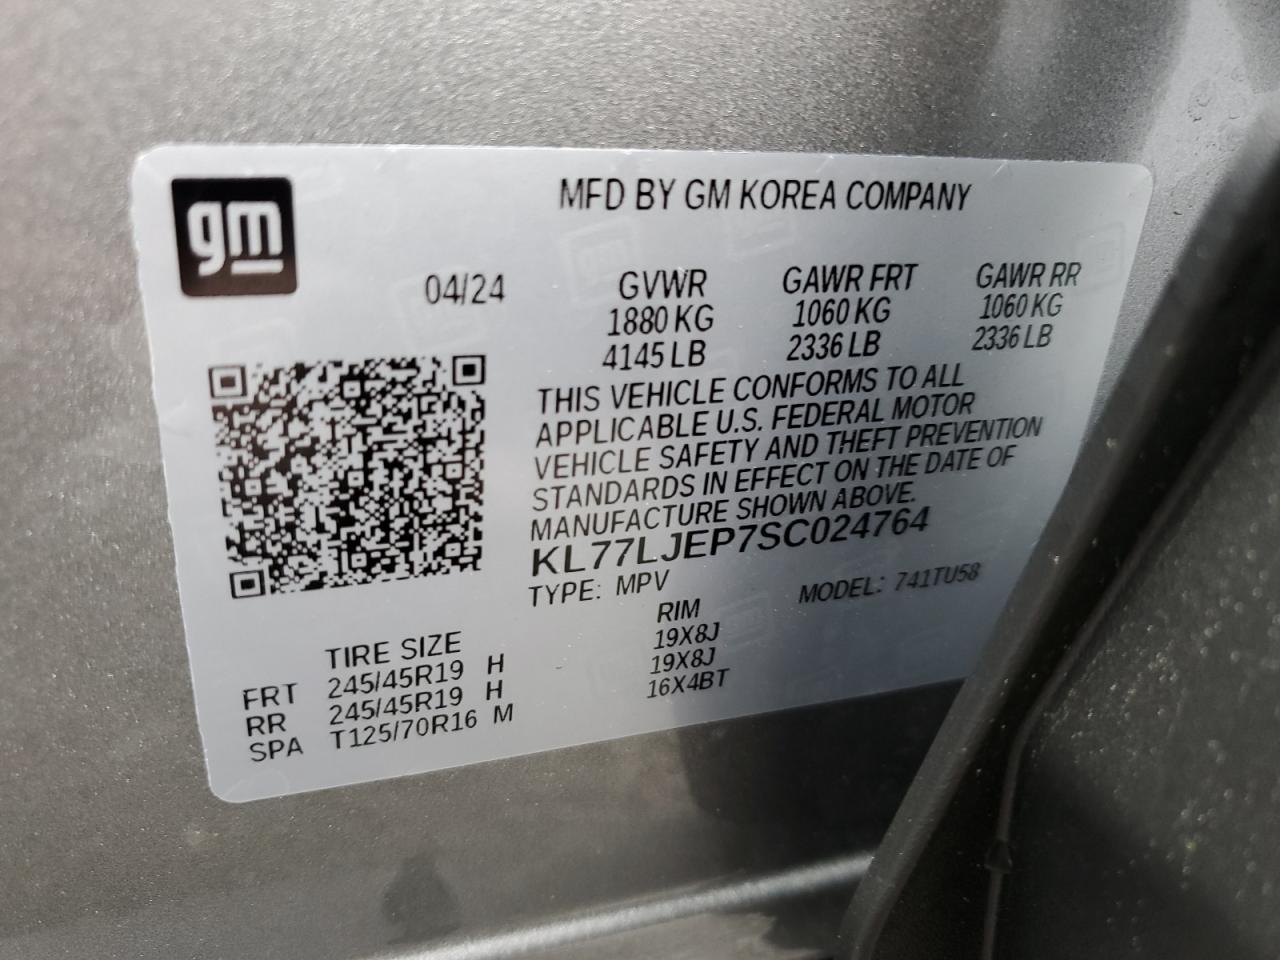 gm
MFD BY GM KOREA COMPANY
04/24 GVWR GAWR FRT GAWR RR
1880 KG 1060 KG 1060 KG
4145 LB 2336 LB 2336 LB
THIS VEHICLE CONFORMS TO ALL
APPLICABLE U.S. FEDERAL MOTOR
VEHICLE SAFETY AND THEFT PREVENTION
STANDARDS IN EFFECT ON THE DATE OF
MANUFACTURE SHOWN ABOVE.
KL77LJEP7SC024764
TYPE: MPV MODEL: 741TU58
TIRE SIZE RIM
FRT 245/45R19 H 19X8J
RR 245/45R19 H 19X8J
SPA T125/70R16 M 16X4BT